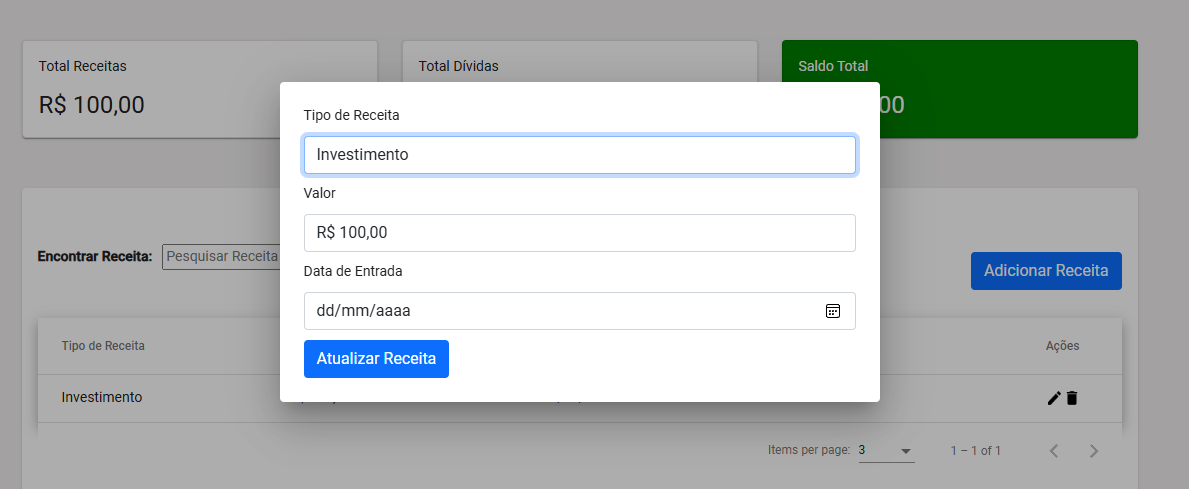 Total Receitas
Total Dívidas
Saldo Total
R$ 100,00
00
Tipo de Receita
Investimento
Valor
R$ 100,00
Data de Entrada
dd/mm/aaaa
Atualizar Receita
Encontrar Receita:
Pesquisar Receita
Adicionar Receita
Tipo de Receita
Ações
Investimento
Items per page:
3
1 – 1 of 1